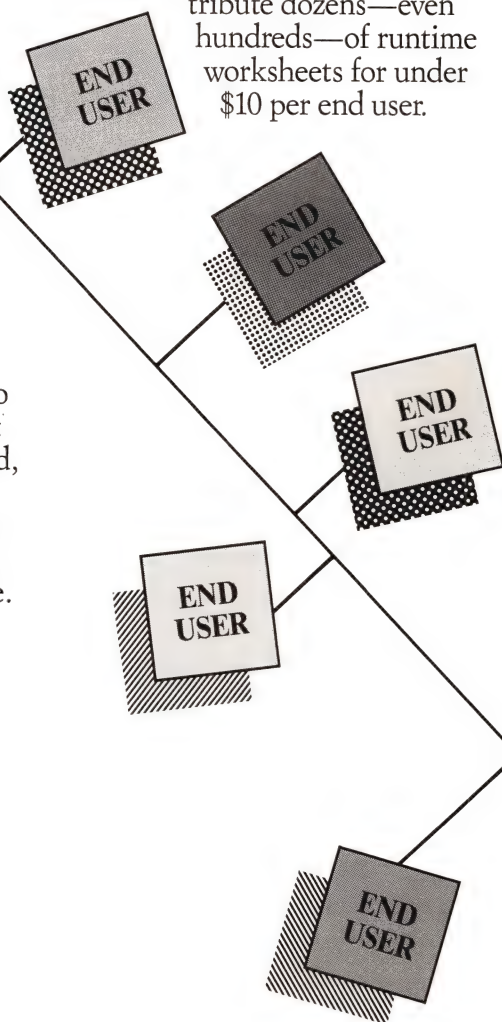 tribute dozens—even
hundreds—of runtime
worksheets for under
$10 per end user.
END
USER
END
USER
END
USER
END
USER
END
USER